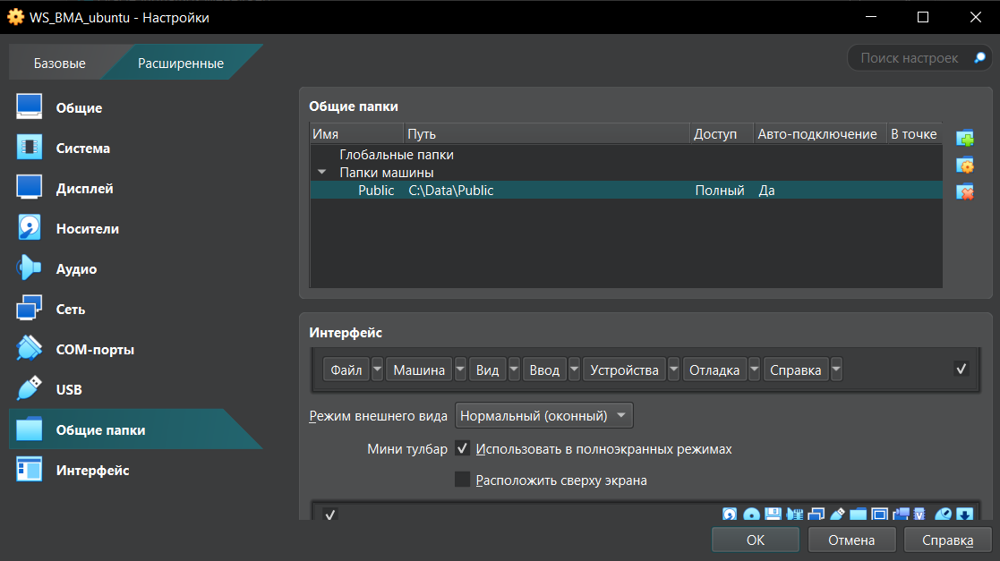 WS_BMA_ubuntu - Настройки
Базовые
Расширенные
Поиск настроек
Общие
Система
Дисплей
Носители
Аудио
Сеть
COM-порты
USB
Общие папки
Интерфейс
Общие папки
Имя Путь Доступ Авто-подключение В точке
Глобальные папки
Папки машины
Public C:\Data\Public Полный Да
Интерфейс
Файл Машина Вид Ввод Устройства Отладка Справка
Режим внешнего вида Нормальный (оконный)
Мини тулбар Использовать в полноэкранных режимах
Расположить сверху экрана
OK Отмена Справка